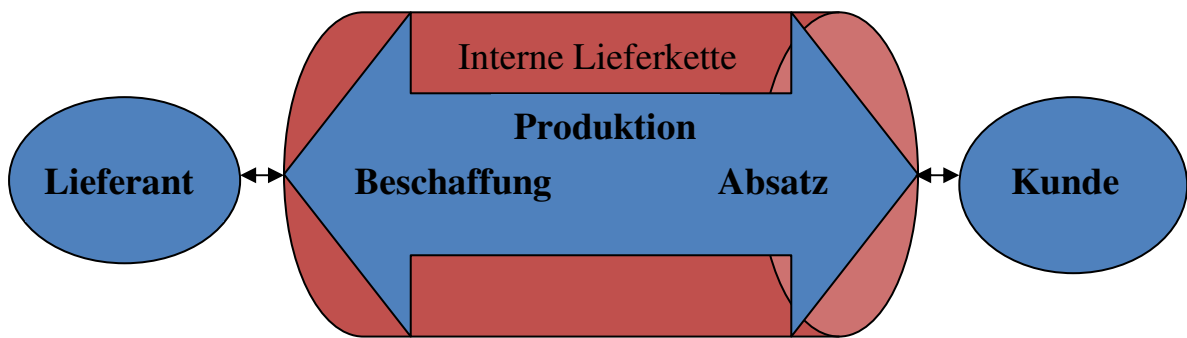 Interne Lieferkette
Produktion
Lieferant Beschaffung Absatz Kunde